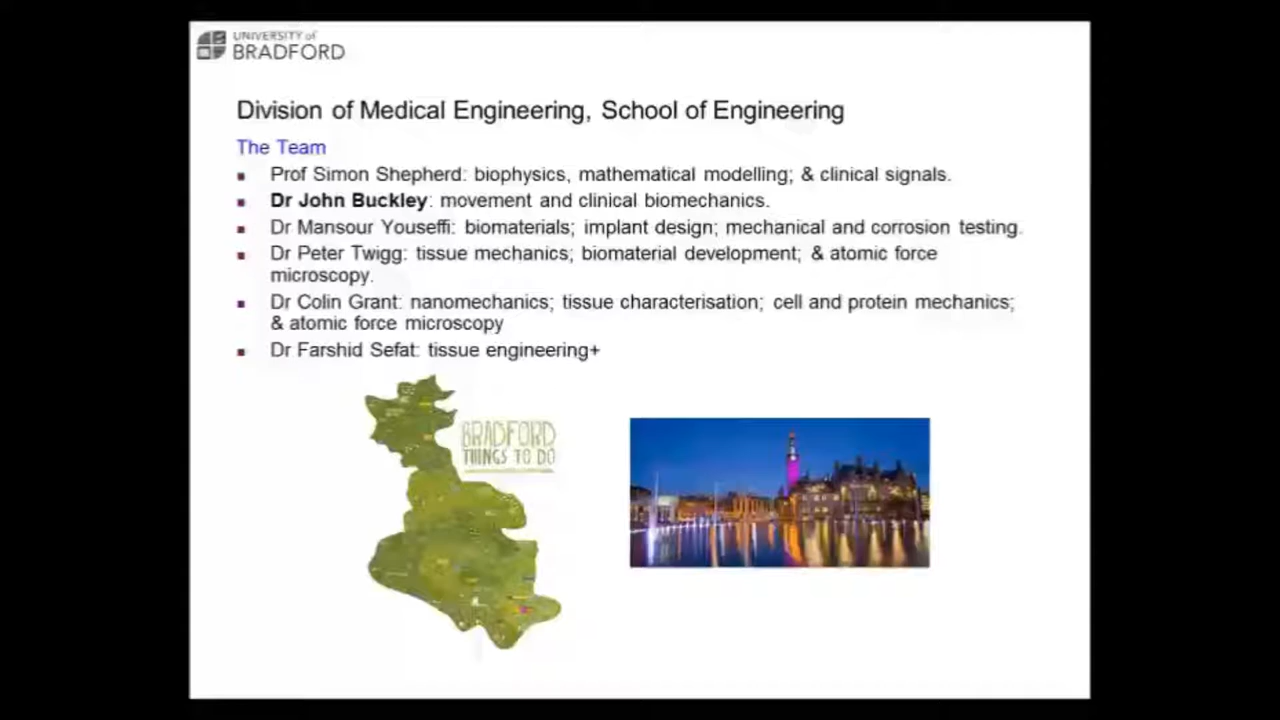 UNIVERSITY of
BRADFORD
Division of Medical Engineering, School of Engineering
The Team
Prof Simon Shepherd: biophysics, mathematical modelling; & clinical signals.
Dr John Buckley: movement and clinical biomechanics.
Dr Mansour Youseffi: biomaterials; implant design; mechanical and corrosion testing.
Dr Peter Twigg: tissue mechanics; biomaterial development; & atomic force
microscopy.
Dr Colin Grant: nanomechanics; tissue characterisation; cell and protein mechanics;
& atomic force microscopy
Dr Farshid Sefat: tissue engineering+
BRADFORD
THINGS TO DO